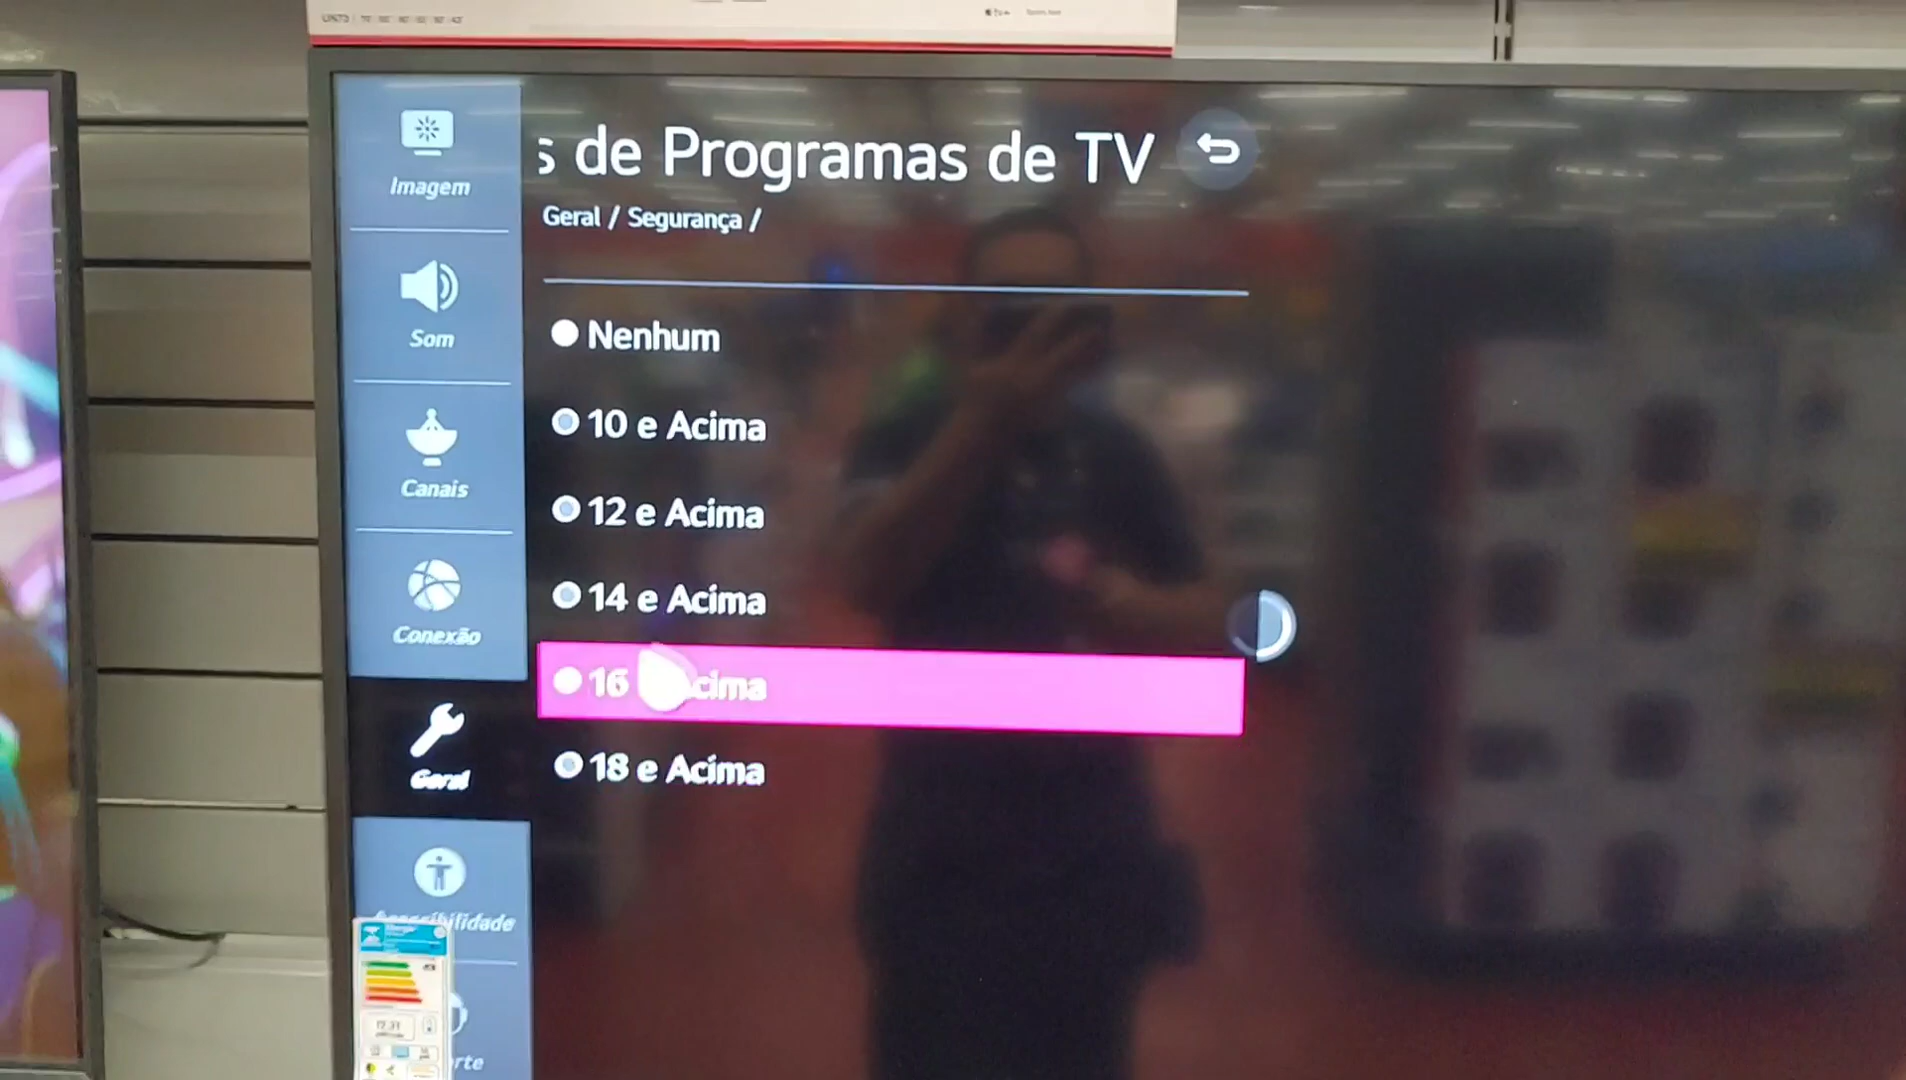 Imagem
Som
Canais
Conexão
Geral
s de Programas de TV
Geral / Segurança /
Nenhum
10 e Acima
12 e Acima
14 e Acima
16 cima
18 e Acima